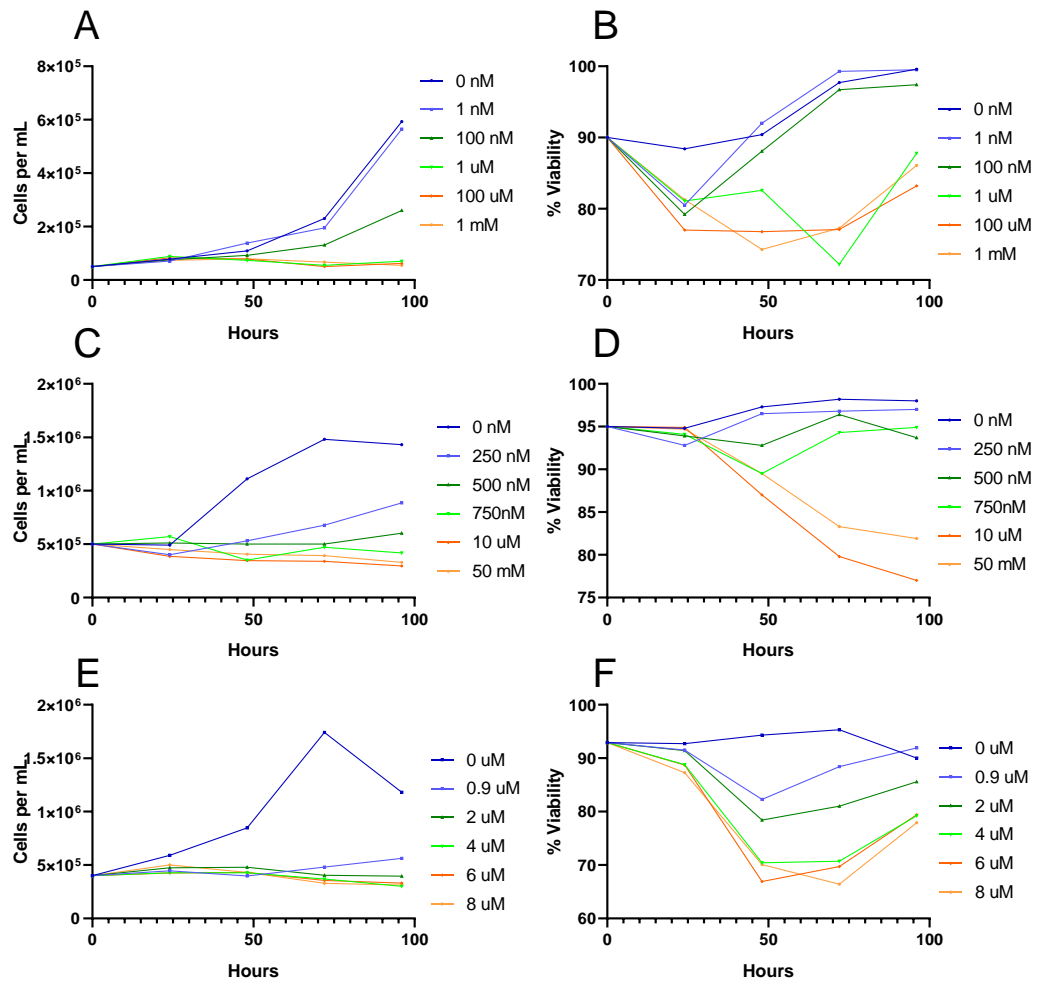 A
Cells per mL
8×10⁵
6×10⁵
4×10⁵
2×10⁵
0
0
50
100
Hours
0 nM
1 nM
100 nM
1 uM
100 uM
1 mM
B
% Viability
100
90
80
70
0
50
100
Hours
0 nM
1 nM
100 nM
1 uM
100 uM
1 mM
C
Cells per mL
2×10⁶
1.5×10⁶
1×10⁶
5×10⁵
0
0
50
100
Hours
0 nM
250 nM
500 nM
750nM
10 uM
50 mM
D
% Viability
100
95
90
85
80
75
0
50
100
Hours
0 nM
250 nM
500 nM
750nM
10 uM
50 mM
E
Cells per mL
2×10⁶
1.5×10⁶
1×10⁶
5×10⁵
0
0
50
100
Hours
0 uM
0.9 uM
2 uM
4 uM
6 uM
8 uM
F
% Viability
100
90
80
70
60
0
50
100
Hours
0 uM
0.9 uM
2 uM
4 uM
6 uM
8 uM